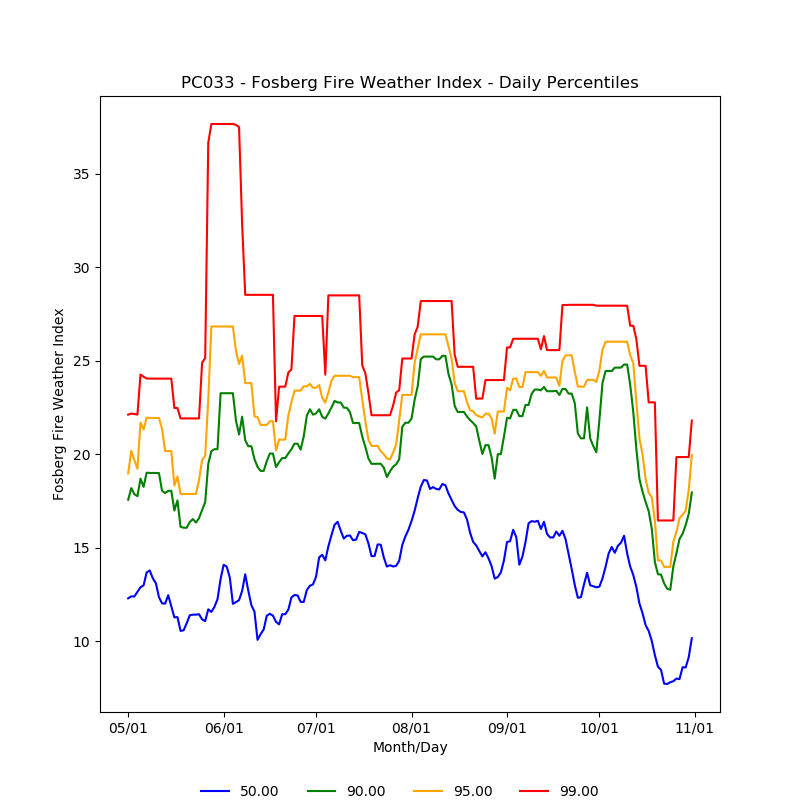 PC033 - Fosberg Fire Weather Index - Daily Percentiles
Fosberg Fire Weather Index
35
30
25
20
15
10
05/01 06/01 07/01 08/01 09/01 10/01 11/01
Month/Day
50.00 90.00 95.00 99.00